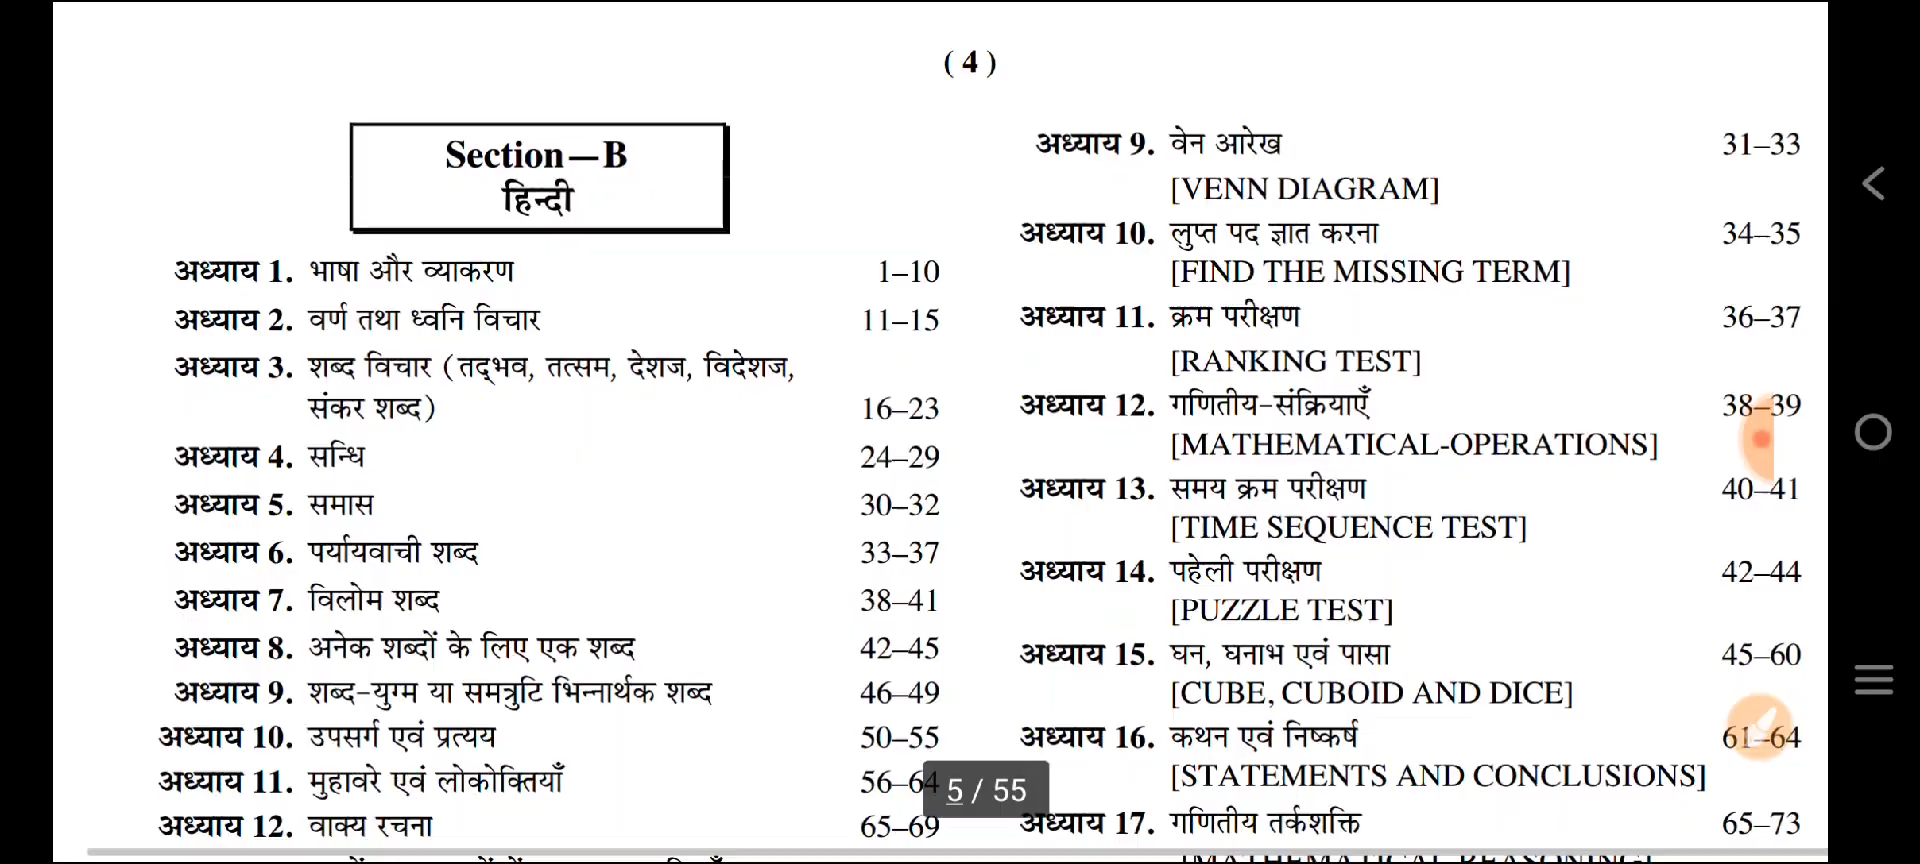 ( 4 )
Section—B
हिन्दी
अध्याय 1. भाषा और व्याकरण 1–10
अध्याय 2. वर्ण तथा ध्वनि विचार 11–15
अध्याय 3. शब्द विचार (तद्भव, तत्सम, देशज, विदेशज,
संकर शब्द) 16–23
अध्याय 4. सन्धि 24–29
अध्याय 5. समास 30–32
अध्याय 6. पर्यायवाची शब्द 33–37
अध्याय 7. विलोम शब्द 38–41
अध्याय 8. अनेक शब्दों के लिए एक शब्द 42–45
अध्याय 9. शब्द-युग्म या समत्रुटि भिन्नार्थक शब्द 46–49
अध्याय 10. उपसर्ग एवं प्रत्यय 50–55
अध्याय 11. मुहावरे एवं लोकोक्तियाँ 56–64
अध्याय 12. वाक्य रचना 65–69
अध्याय 9. वेन आरेख 31–33
[VENN DIAGRAM]
अध्याय 10. लुप्त पद ज्ञात करना 34–35
[FIND THE MISSING TERM]
अध्याय 11. क्रम परीक्षण 36–37
[RANKING TEST]
अध्याय 12. गणितीय-संक्रियाएँ 38–39
[MATHEMATICAL-OPERATIONS]
अध्याय 13. समय क्रम परीक्षण 40–41
[TIME SEQUENCE TEST]
अध्याय 14. पहेली परीक्षण 42–44
[PUZZLE TEST]
अध्याय 15. घन, घनाभ एवं पासा 45–60
[CUBE, CUBOID AND DICE]
अध्याय 16. कथन एवं निष्कर्ष 61–64
[STATEMENTS AND CONCLUSIONS]
अध्याय 17. गणितीय तर्कशक्ति 65–73
[MATHEMATICAL REASONING]
5 / 55